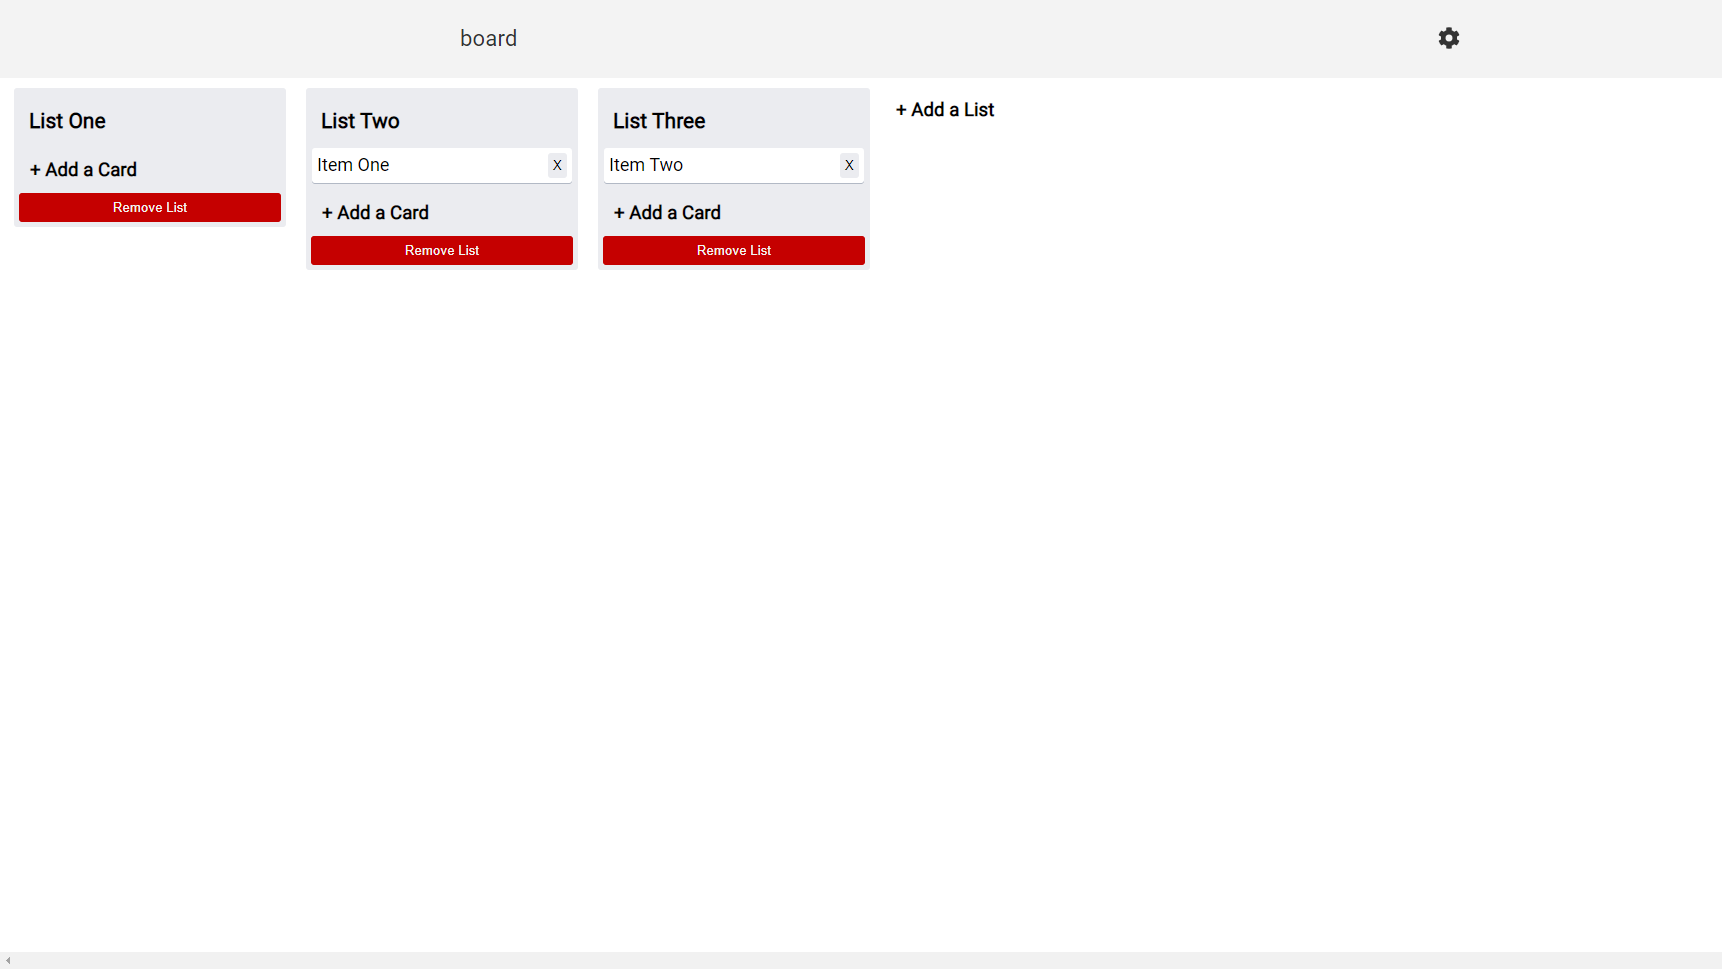 board
List One
+ Add a Card
Remove List
List Two
Item One X
+ Add a Card
Remove List
List Three
Item Two X
+ Add a Card
Remove List
+ Add a List